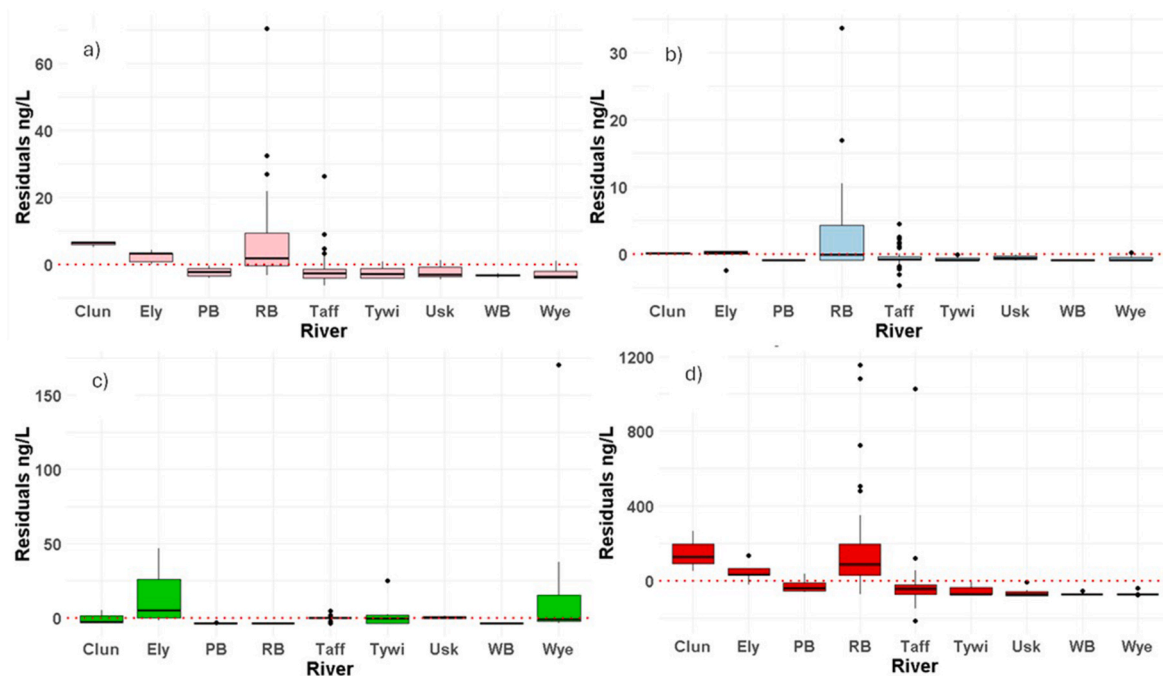 a)
Residuals ng/L
60
40
20
0
Clun Ely PB RB Taff Tywi Usk WB Wye
River
b)
Residuals ng/L
30
20
10
0
Clun Ely PB RB Taff Tywi Usk WB Wye
River
c)
Residuals ng/L
150
100
50
0
Clun Ely PB RB Taff Tywi Usk WB Wye
River
d)
Residuals ng/L
1200
800
400
0
Clun Ely PB RB Taff Tywi Usk WB Wye
River